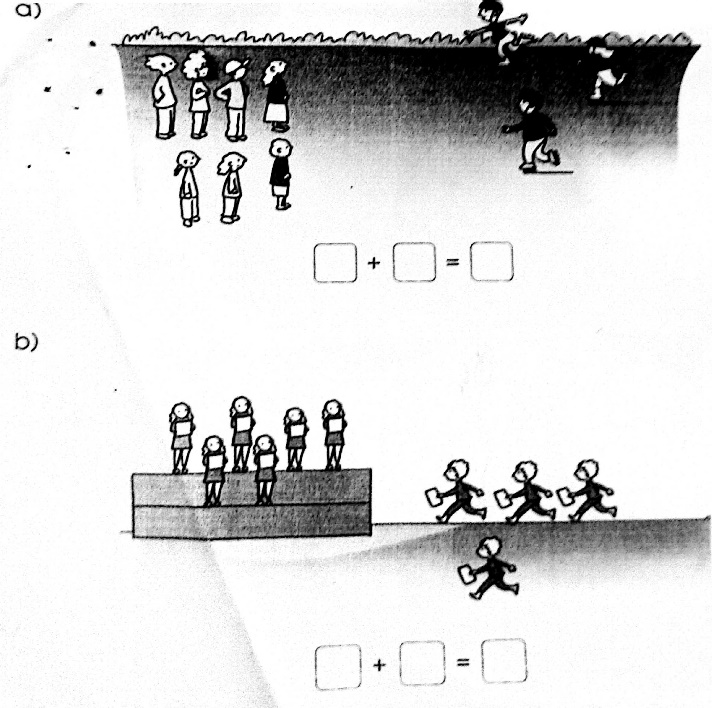 a)
+ =
b)
+ =